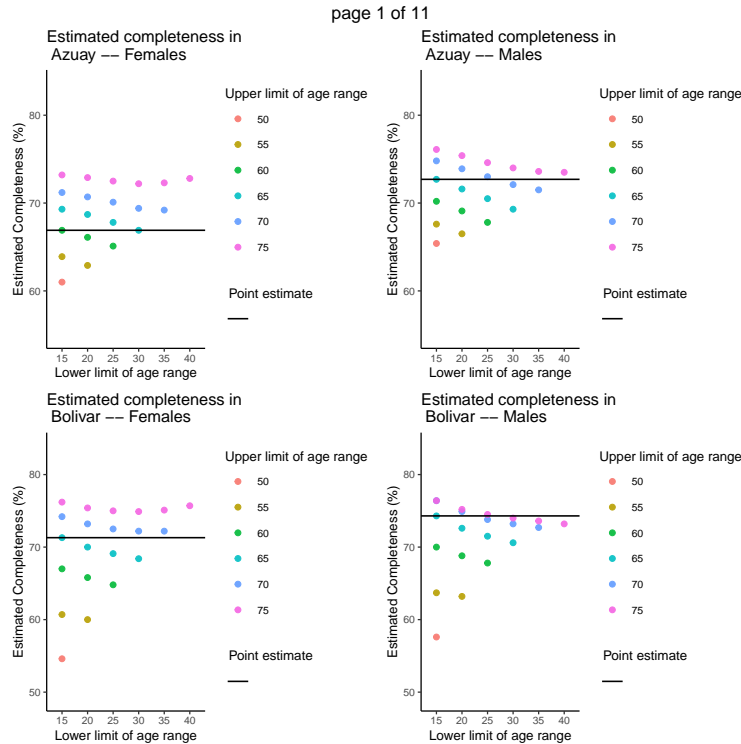 page 1 of 11
Estimated completeness in
Azuay −− Females
Estimated Completeness (%)
80
70
60
15 20 25 30 35 40
Lower limit of age range
Upper limit of age range
50
55
60
65
70
75
Point estimate
Estimated completeness in
Azuay −− Males
Estimated Completeness (%)
80
70
60
15 20 25 30 35 40
Lower limit of age range
Upper limit of age range
50
55
60
65
70
75
Point estimate
Estimated completeness in
Bolivar −− Females
Estimated Completeness (%)
80
70
60
50
15 20 25 30 35 40
Lower limit of age range
Upper limit of age range
50
55
60
65
70
75
Point estimate
Estimated completeness in
Bolivar −− Males
Estimated Completeness (%)
80
70
60
50
15 20 25 30 35 40
Lower limit of age range
Upper limit of age range
50
55
60
65
70
75
Point estimate